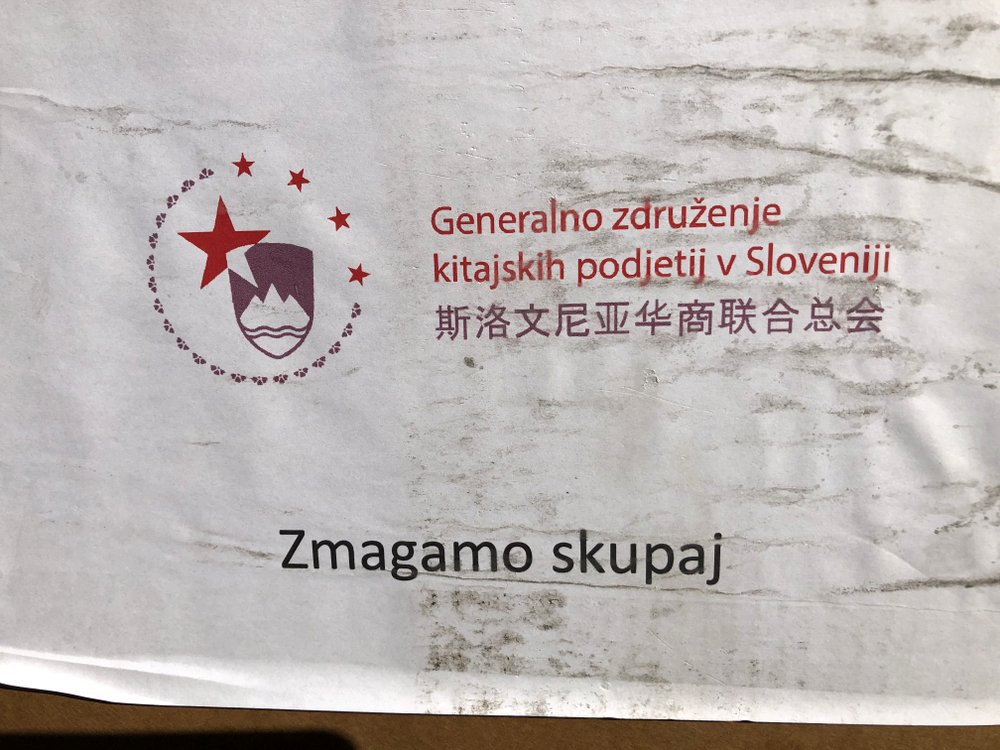 Generalno združenje
kitajskih podjetij v Sloveniji
斯洛文尼亚华商联合总会
Zmagamo skupaj